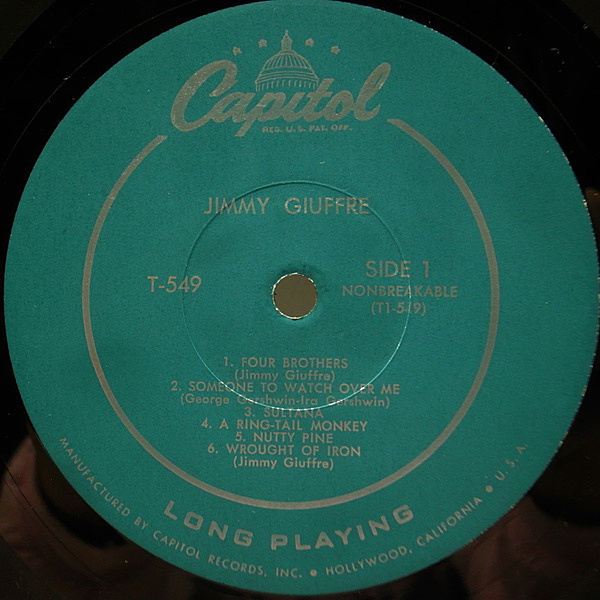 Capitol
REG. U.S. PAT. OFF.
JIMMY GIUFFRE
T-549
SIDE 1
NONBREAKABLE
(T1-549)
1. FOUR BROTHERS
(Jimmy Giuffre)
2. SOMEONE TO WATCH OVER ME
(George Gershwin-Ira Gershwin)
3. SULTANA
4. A RING-TAIL MONKEY
5. NUTTY PINE
6. WROUGHT OF IRON
(Jimmy Giuffre)
LONG PLAYING
MANUFACTURED BY CAPITOL RECORDS, INC. • HOLLYWOOD, CALIFORNIA • U.S.A.